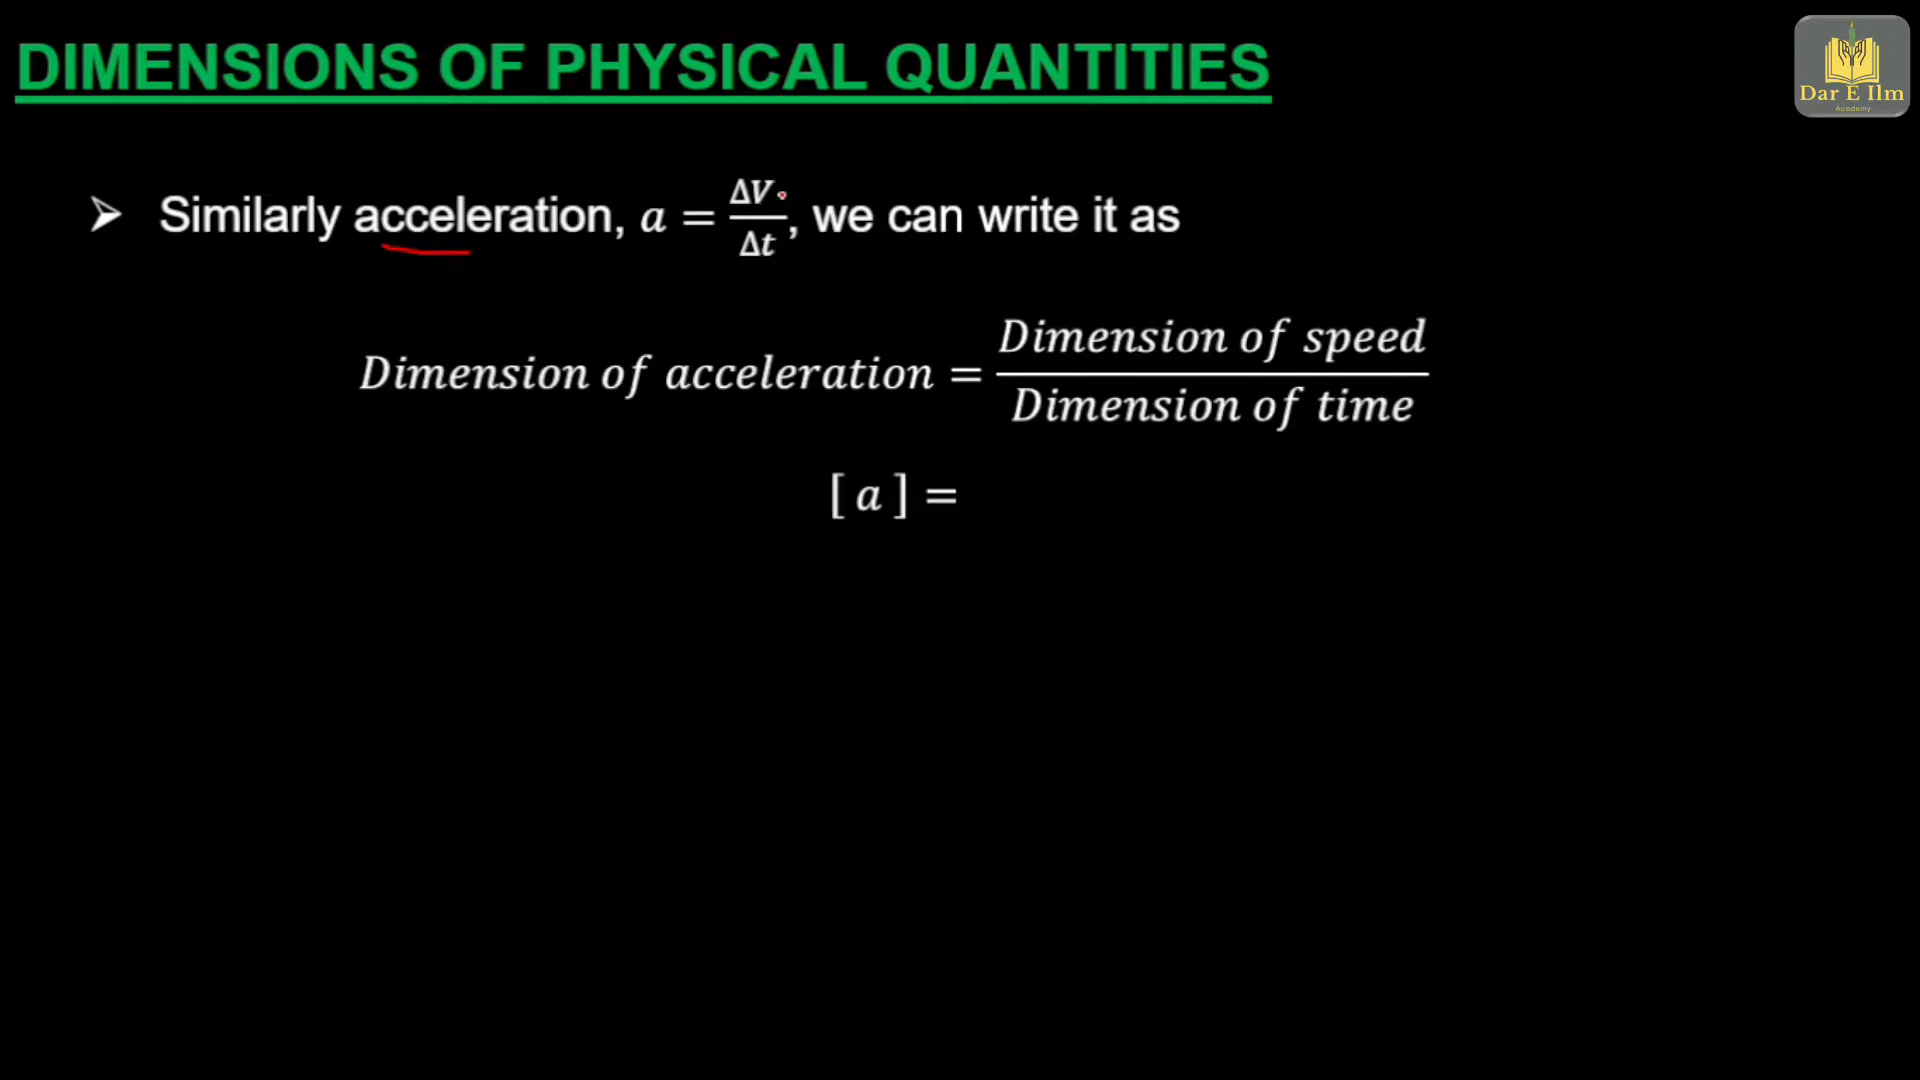 DIMENSIONS OF PHYSICAL QUANTITIES
Dar E Ilm
Academy
➢ Similarly acceleration, a = ΔV/Δt, we can write it as
Dimension of acceleration = Dimension of speed / Dimension of time
[ a ] =